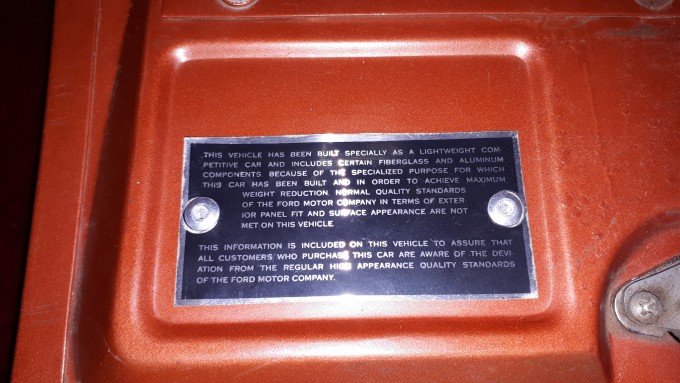 THIS VEHICLE HAS BEEN BUILT SPECIALLY AS A LIGHTWEIGHT COM-
PETITIVE CAR AND INCLUDES CERTAIN FIBERGLASS AND ALUMINUM
COMPONENTS. BECAUSE OF THE SPECIALIZED PURPOSE FOR WHICH
THIS CAR HAS BEEN BUILT AND IN ORDER TO ACHIEVE MAXIMUM
WEIGHT REDUCTION, NORMAL QUALITY STANDARDS
OF THE FORD MOTOR COMPANY IN TERMS OF EXTER-
IOR PANEL FIT AND SURFACE APPEARANCE ARE NOT
MET ON THIS VEHICLE.
THIS INFORMATION IS INCLUDED ON THIS VEHICLE TO ASSURE THAT
ALL CUSTOMERS WHO PURCHASE THIS CAR ARE AWARE OF THE DEVI-
ATION FROM THE REGULAR HIGH APPEARANCE QUALITY STANDARDS
OF THE FORD MOTOR COMPANY.